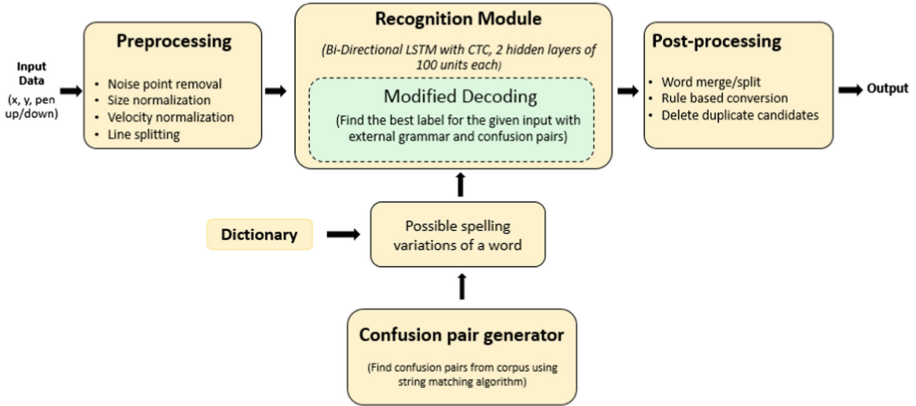 Input
Data
(x, y, pen
up/down)
Preprocessing
• Noise point removal
• Size normalization
• Velocity normalization
• Line splitting
Recognition Module
(Bi-Directional LSTM with CTC, 2 hidden layers of
100 units each)
Modified Decoding
(Find the best label for the given input with
external grammar and confusion pairs)
Post-processing
• Word merge/split
• Rule based conversion
• Delete duplicate candidates
Output
Dictionary
Possible spelling
variations of a word
Confusion pair generator
(Find confusion pairs from corpus using
string matching algorithm)